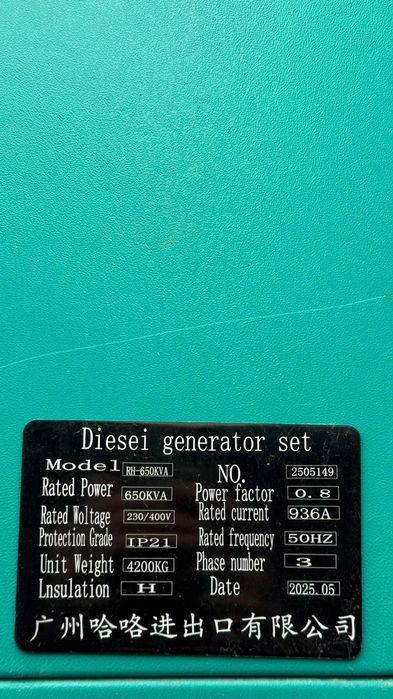 Diesei generator set
Model RH-650KVA NO. 2505149
Rated Power 650KVA Power factor 0.8
Rated Woltage 230/400V Rated current 936A
Protection Grade IP21 Rated frequency 50HZ
Unit Weight 4200KG Phase number 3
Lnsulation H Date 2025.05
广州哈咯进出口有限公司